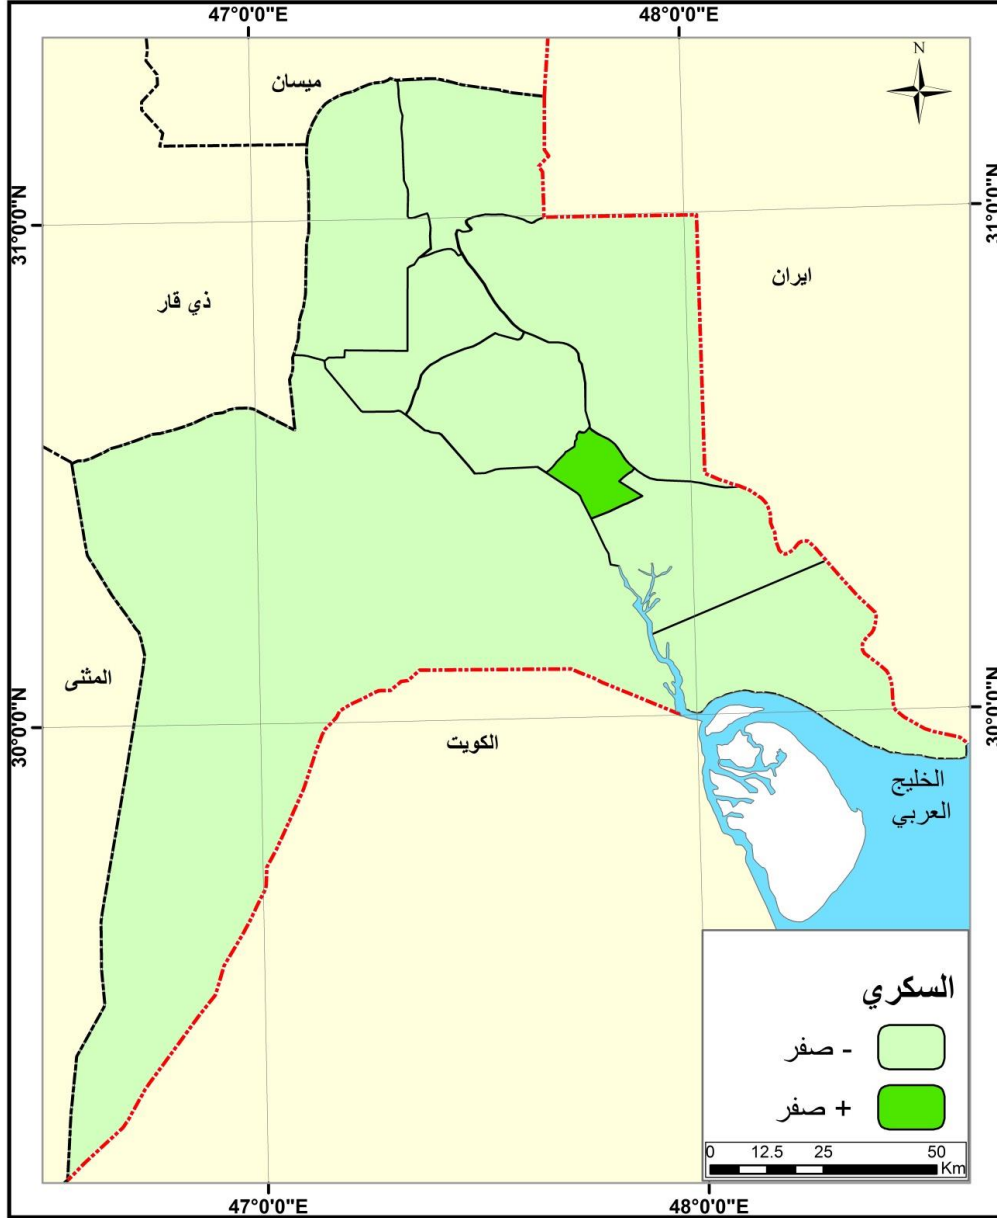 47°0'0"E 48°0'0"E
N
ميسان
31°0'0"N 31°0'0"N
ايران
ذي قار
المثنى
30°0'0"N 30°0'0"N
الكويت
الخليج
العربي
السكري
- صفر
+ صفر
0 12.5 25 50
Km
47°0'0"E 48°0'0"E